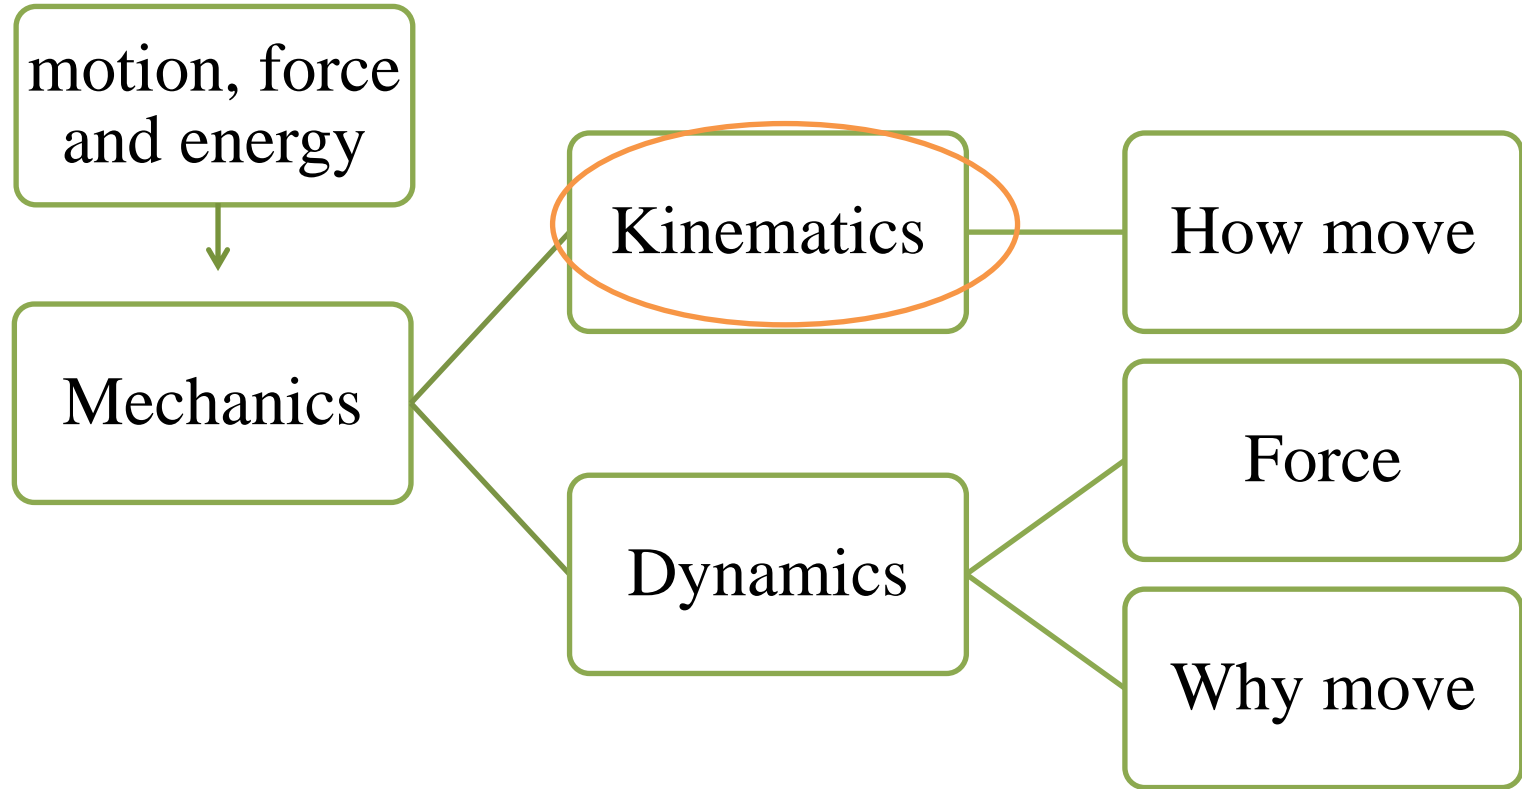 motion, force
and energy
Mechanics
Kinematics
Dynamics
How move
Force
Why move